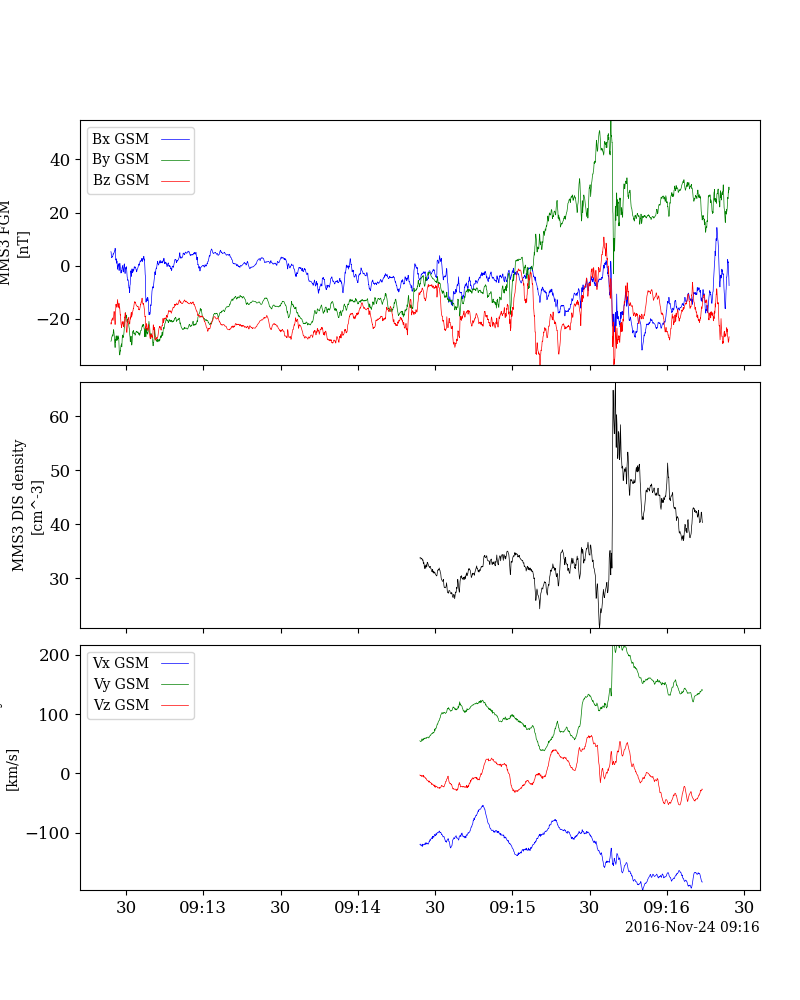 MMS3 FGM
[nT]
Bx GSM
By GSM
Bz GSM
40
20
0
−20
MMS3 DIS density
[cm^-3]
60
50
40
30
[km/s]
Vx GSM
Vy GSM
Vz GSM
200
100
0
−100
30 09:13 30 09:14 30 09:15 30 09:16 30
2016-Nov-24 09:16